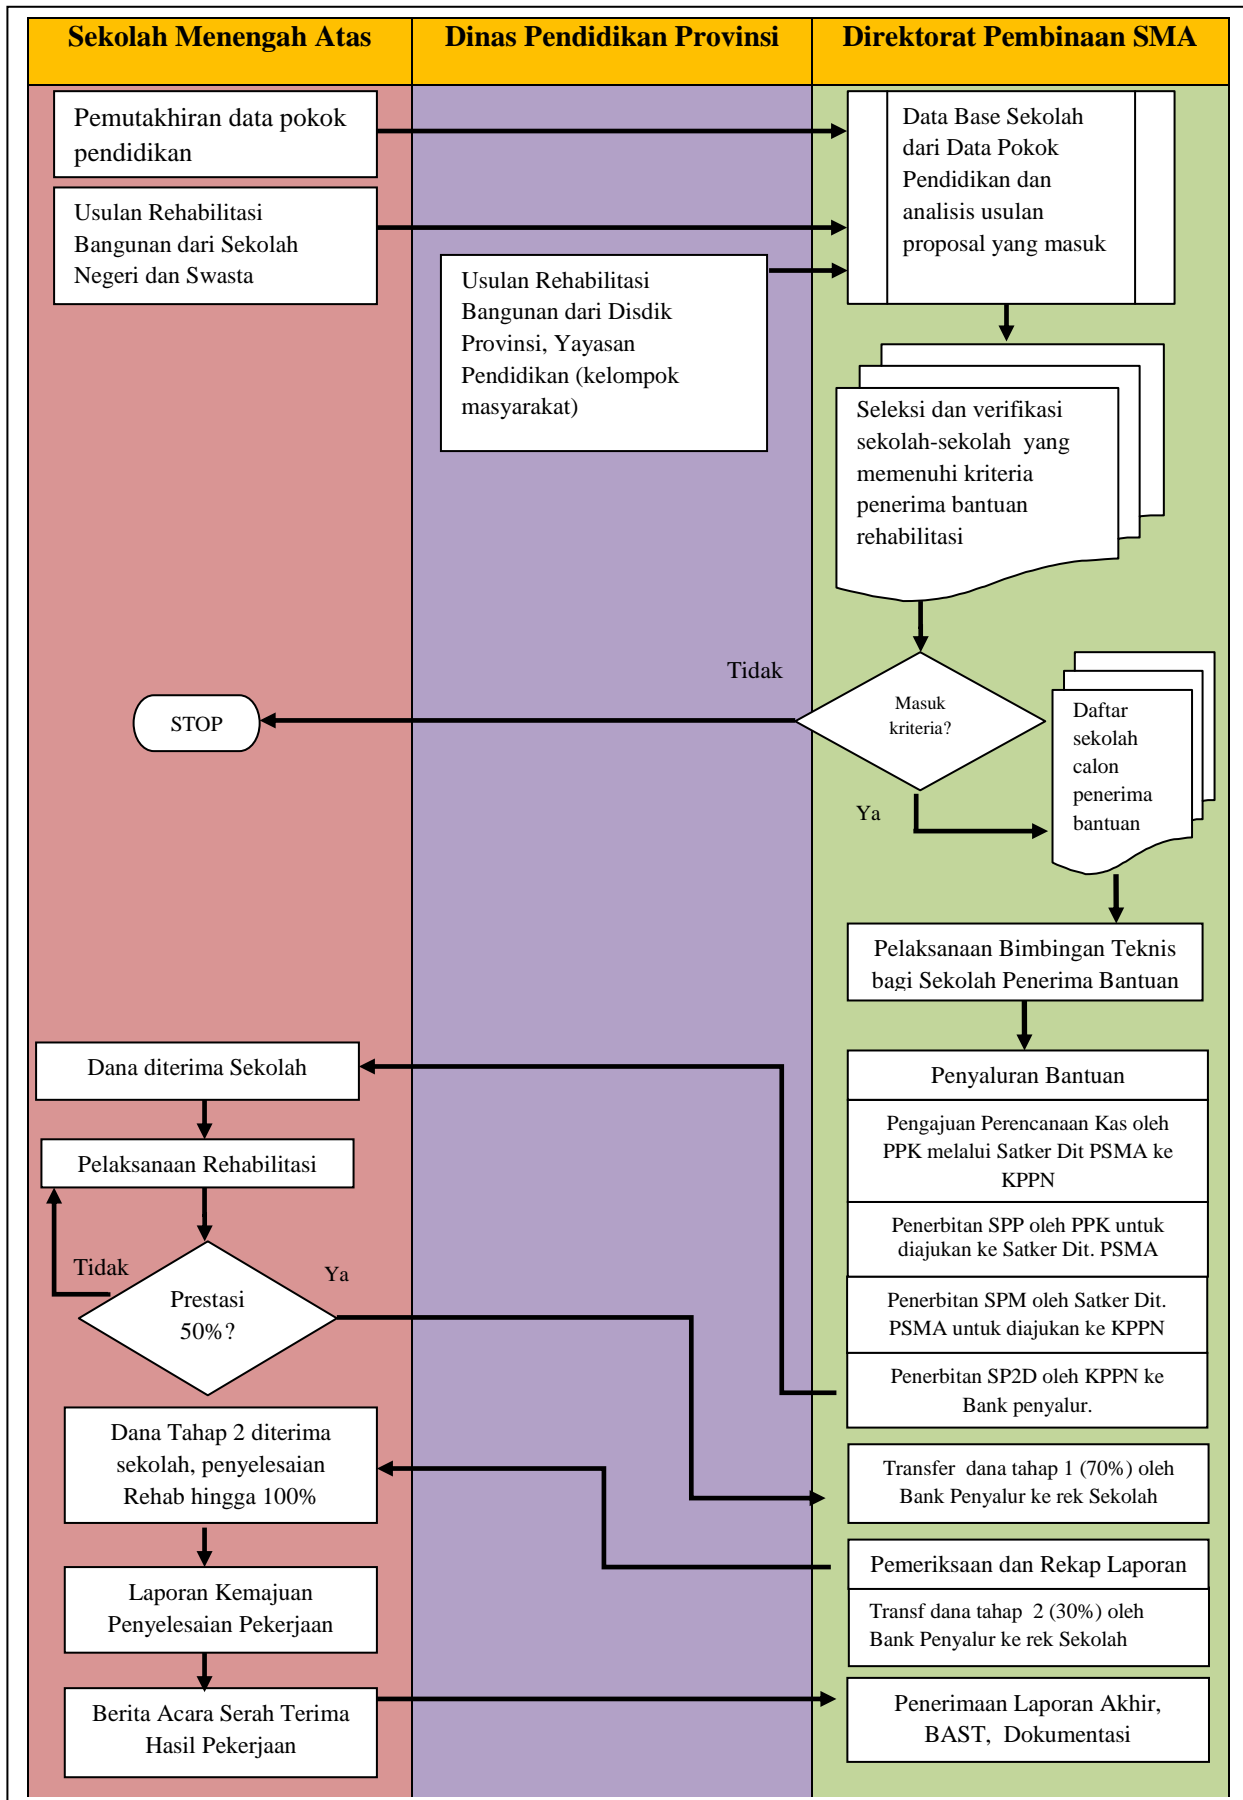 Sekolah Menengah Atas
Dinas Pendidikan Provinsi
Direktorat Pembinaan SMA
Pemutakhiran data pokok
pendidikan
Data Base Sekolah
dari Data Pokok
Pendidikan dan
analisis usulan
proposal yang masuk
Usulan Rehabilitasi
Bangunan dari Sekolah
Negeri dan Swasta
Usulan Rehabilitasi
Bangunan dari Disdik
Provinsi, Yayasan
Pendidikan (kelompok
masyarakat)
Seleksi dan verifikasi
sekolah-sekolah yang
memenuhi kriteria
penerima bantuan
rehabilitasi
Tidak
STOP
Masuk
kriteria?
Ya
Daftar
sekolah
calon
penerima
bantuan
Pelaksanaan Bimbingan Teknis
bagi Sekolah Penerima Bantuan
Dana diterima Sekolah
Penyaluran Bantuan
Pengajuan Perencanaan Kas oleh
PPK melalui Satker Dit PSMA ke
KPPN
Pelaksanaan Rehabilitasi
Penerbitan SPP oleh PPK untuk
diajukan ke Satker Dit. PSMA
Tidak
Ya
Prestasi
50%?
Penerbitan SPM oleh Satker Dit.
PSMA untuk diajukan ke KPPN
Penerbitan SP2D oleh KPPN ke
Bank penyalur.
Dana Tahap 2 diterima
sekolah, penyelesaian
Rehab hingga 100%
Transfer dana tahap 1 (70%) oleh
Bank Penyalur ke rek Sekolah
Pemeriksaan dan Rekap Laporan
Transf dana tahap 2 (30%) oleh
Bank Penyalur ke rek Sekolah
Laporan Kemajuan
Penyelesaian Pekerjaan
Berita Acara Serah Terima
Hasil Pekerjaan
Penerimaan Laporan Akhir,
BAST, Dokumentasi